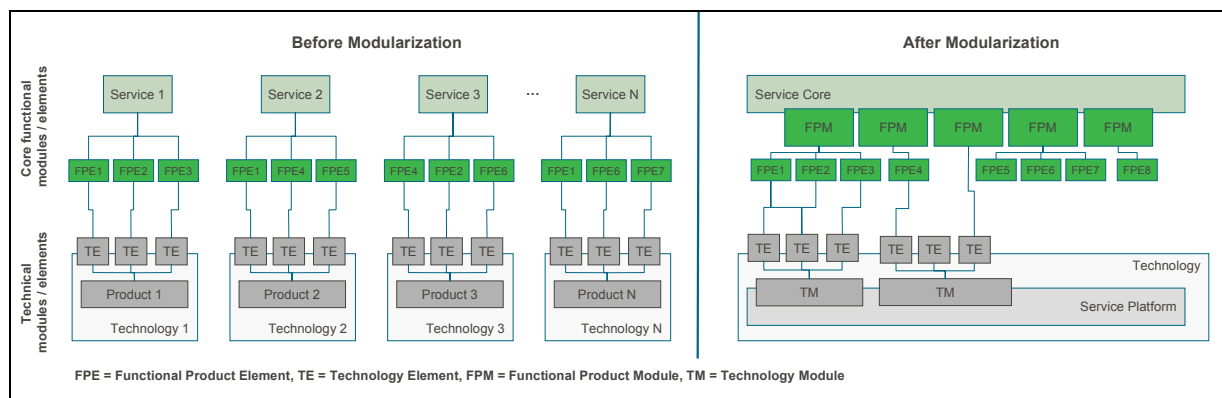 Before Modularization
After Modularization
Core functional
modules / elements
Technical
modules / elements
Service 1
Service 2
Service 3
...
Service N
FPE1
FPE2
FPE3
FPE1
FPE4
FPE5
FPE4
FPE2
FPE6
FPE1
FPE6
FPE7
TE
TE
TE
TE
TE
TE
TE
TE
TE
TE
TE
TE
Product 1
Product 2
Product 3
Product N
Technology 1
Technology 2
Technology 3
Technology N
Service Core
FPM
FPM
FPM
FPM
FPM
FPE1
FPE2
FPE3
FPE4
FPE5
FPE6
FPE7
FPE8
TE
TE
TE
TE
TE
TE
Technology
TM
TM
Service Platform
FPE = Functional Product Element, TE = Technology Element, FPM = Functional Product Module, TM = Technology Module